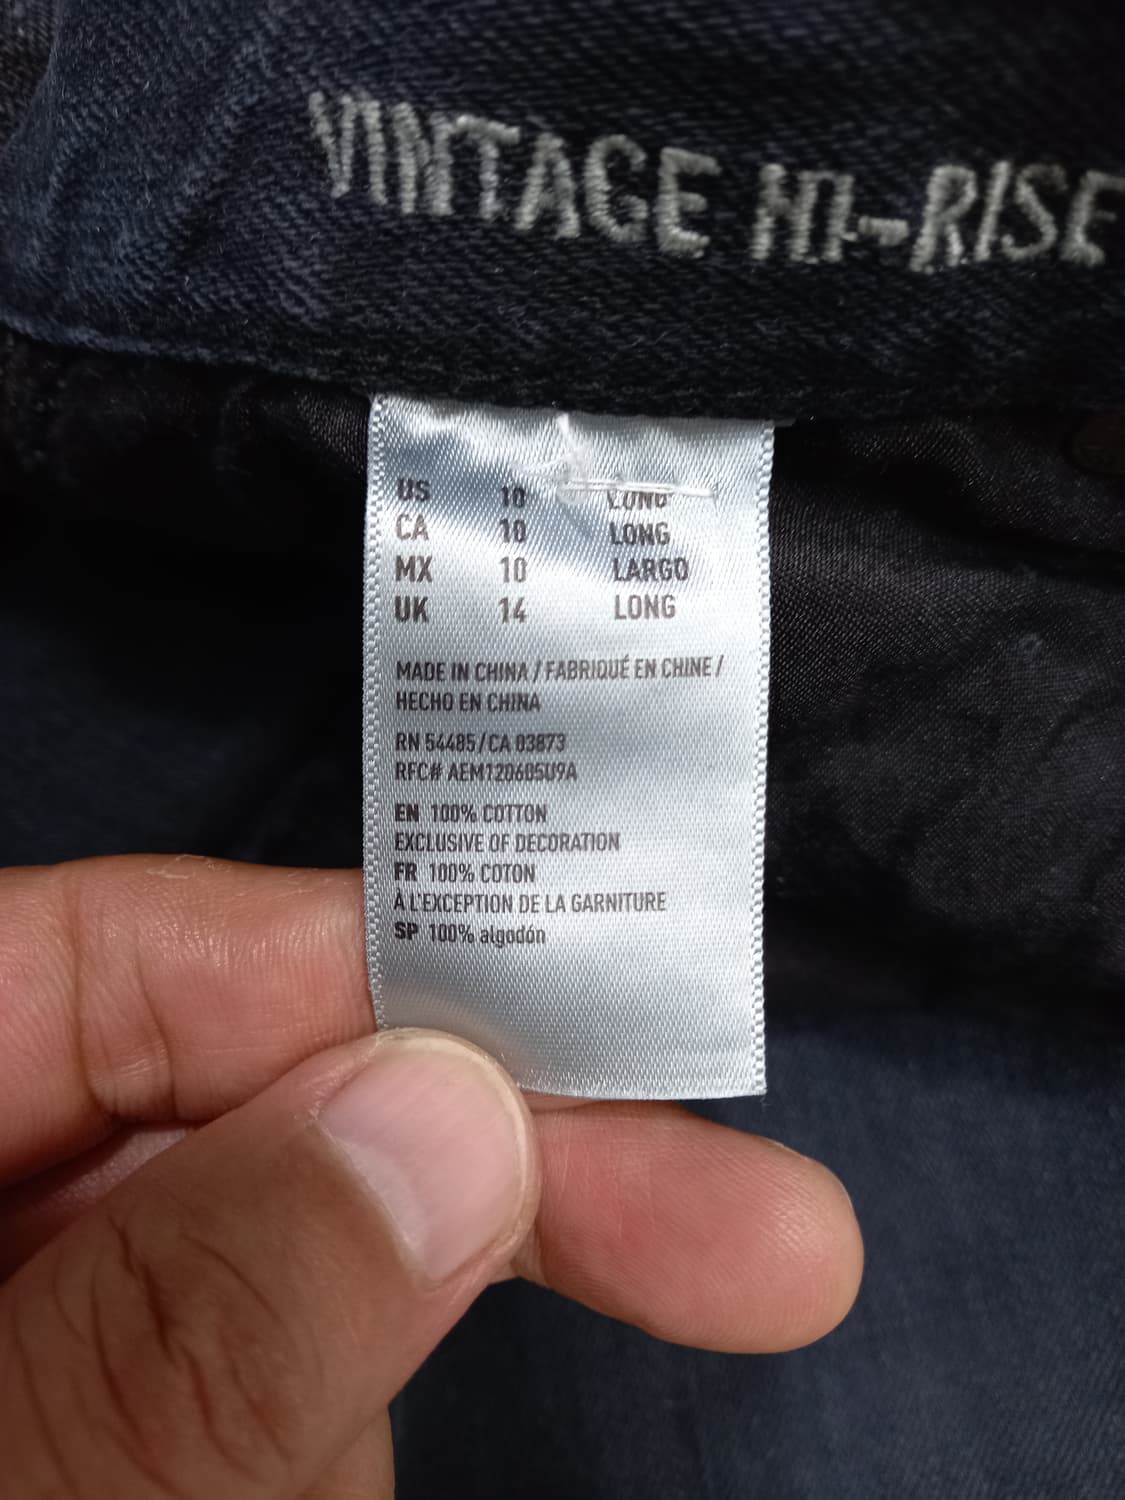 VINTAGE HI-RISE
US 10 LONG
CA 10 LONG
MX 10 LARGO
UK 14 LONG
MADE IN CHINA / FABRIQUÉ EN CHINE /
HECHO EN CHINA
RN 54485 / CA 03873
RFC# AEM120605U9A
EN 100% COTTON
EXCLUSIVE OF DECORATION
FR 100% COTON
À L'EXCEPTION DE LA GARNITURE
SP 100% algodón